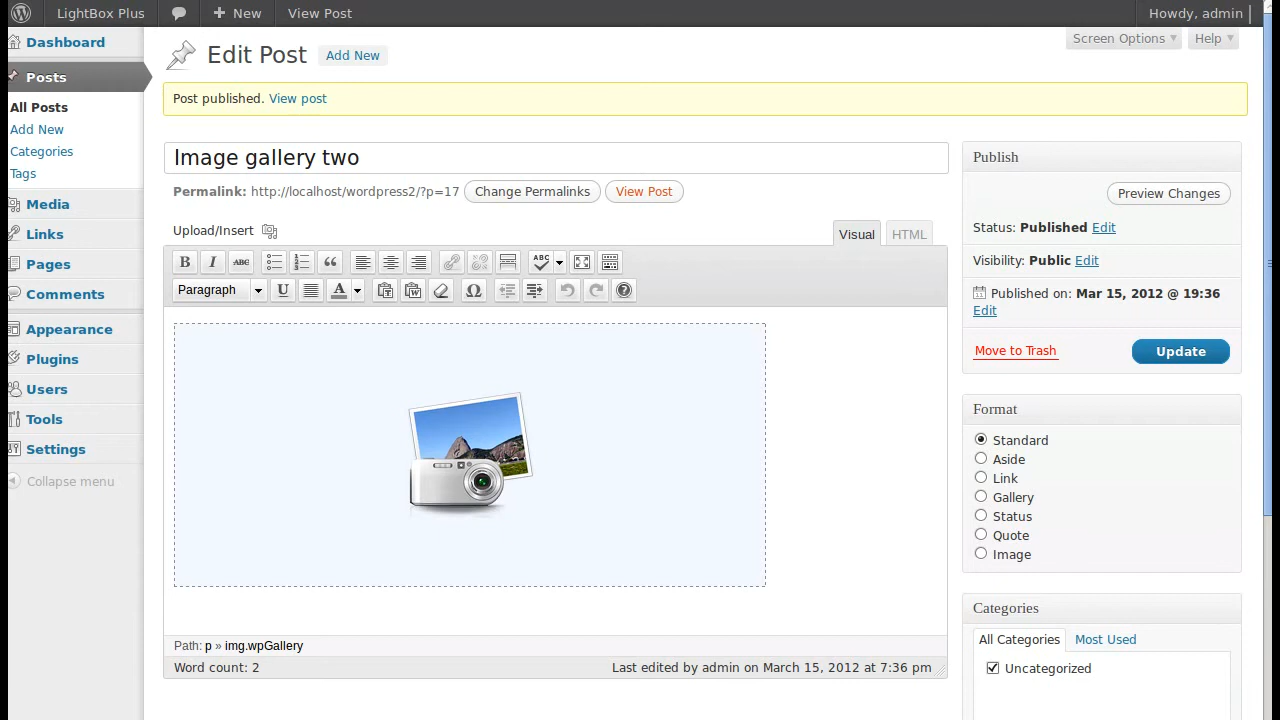 LightBox Plus
New
View Post
Howdy, admin
Dashboard
Posts
All Posts
Add New
Categories
Tags
Media
Links
Pages
Comments
Appearance
Plugins
Users
Tools
Settings
Collapse menu
Screen Options
Help
Edit Post
Add New
Post published. View post
Image gallery two
Permalink: http://localhost/wordpress2/?p=17 Change Permalinks View Post
Upload/Insert
Visual
HTML
B I ABC ABC
Paragraph U A Ω
Path: p » img.wpGallery
Word count: 2
Last edited by admin on March 15, 2012 at 7:36 pm
Publish
Preview Changes
Status: Published Edit
Visibility: Public Edit
Published on: Mar 15, 2012 @ 19:36
Edit
Move to Trash
Update
Format
Standard
Aside
Link
Gallery
Status
Quote
Image
Categories
All Categories
Most Used
Uncategorized